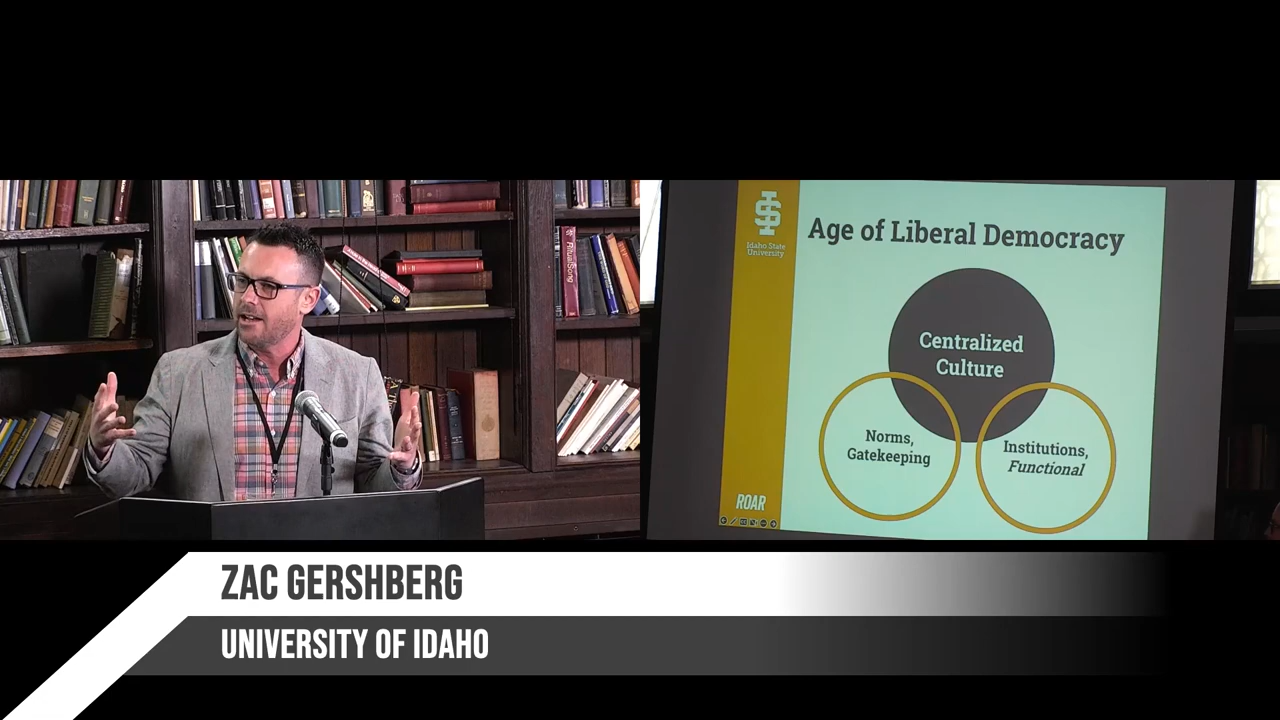 RitualSong
Idaho State
University
Age of Liberal Democracy
Centralized
Culture
Norms,
Gatekeeping
Institutions,
Functional
ROAR
ZAC GERSHBERG
UNIVERSITY OF IDAHO